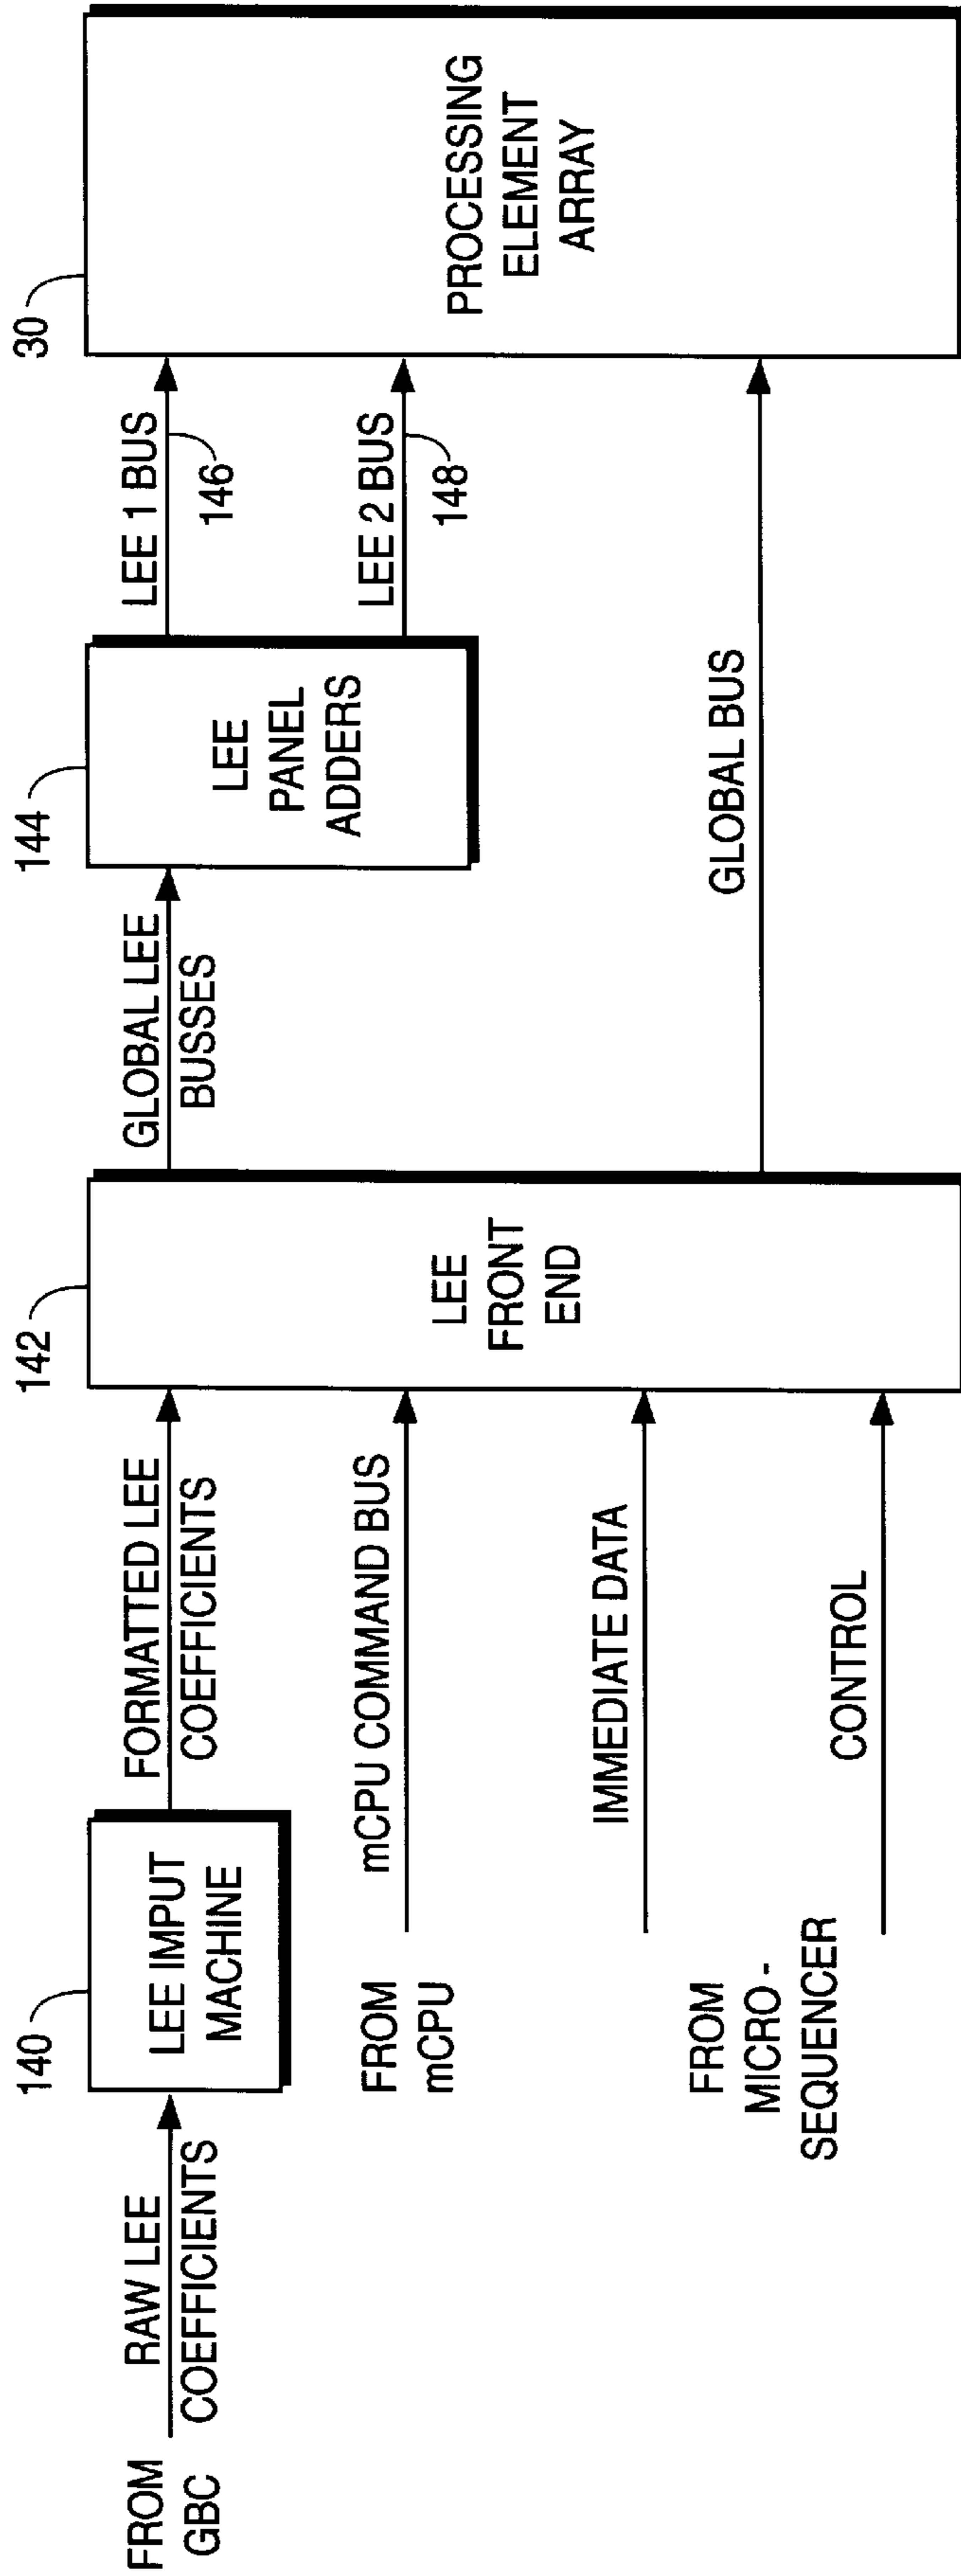 FROM
GBC
RAW LEE
COEFFICIENTS
140
LEE IMPUT
MACHINE
FORMATTED LEE
COEFFICIENTS
FROM
mCPU
mCPU COMMAND BUS
IMMEDIATE DATA
FROM
MICRO-
SEQUENCER
CONTROL
142
LEE
FRONT
END
GLOBAL LEE
BUSSES
144
LEE
PANEL
ADDERS
LEE 1 BUS
146
LEE 2 BUS
148
GLOBAL BUS
30
PROCESSING
ELEMENT
ARRAY